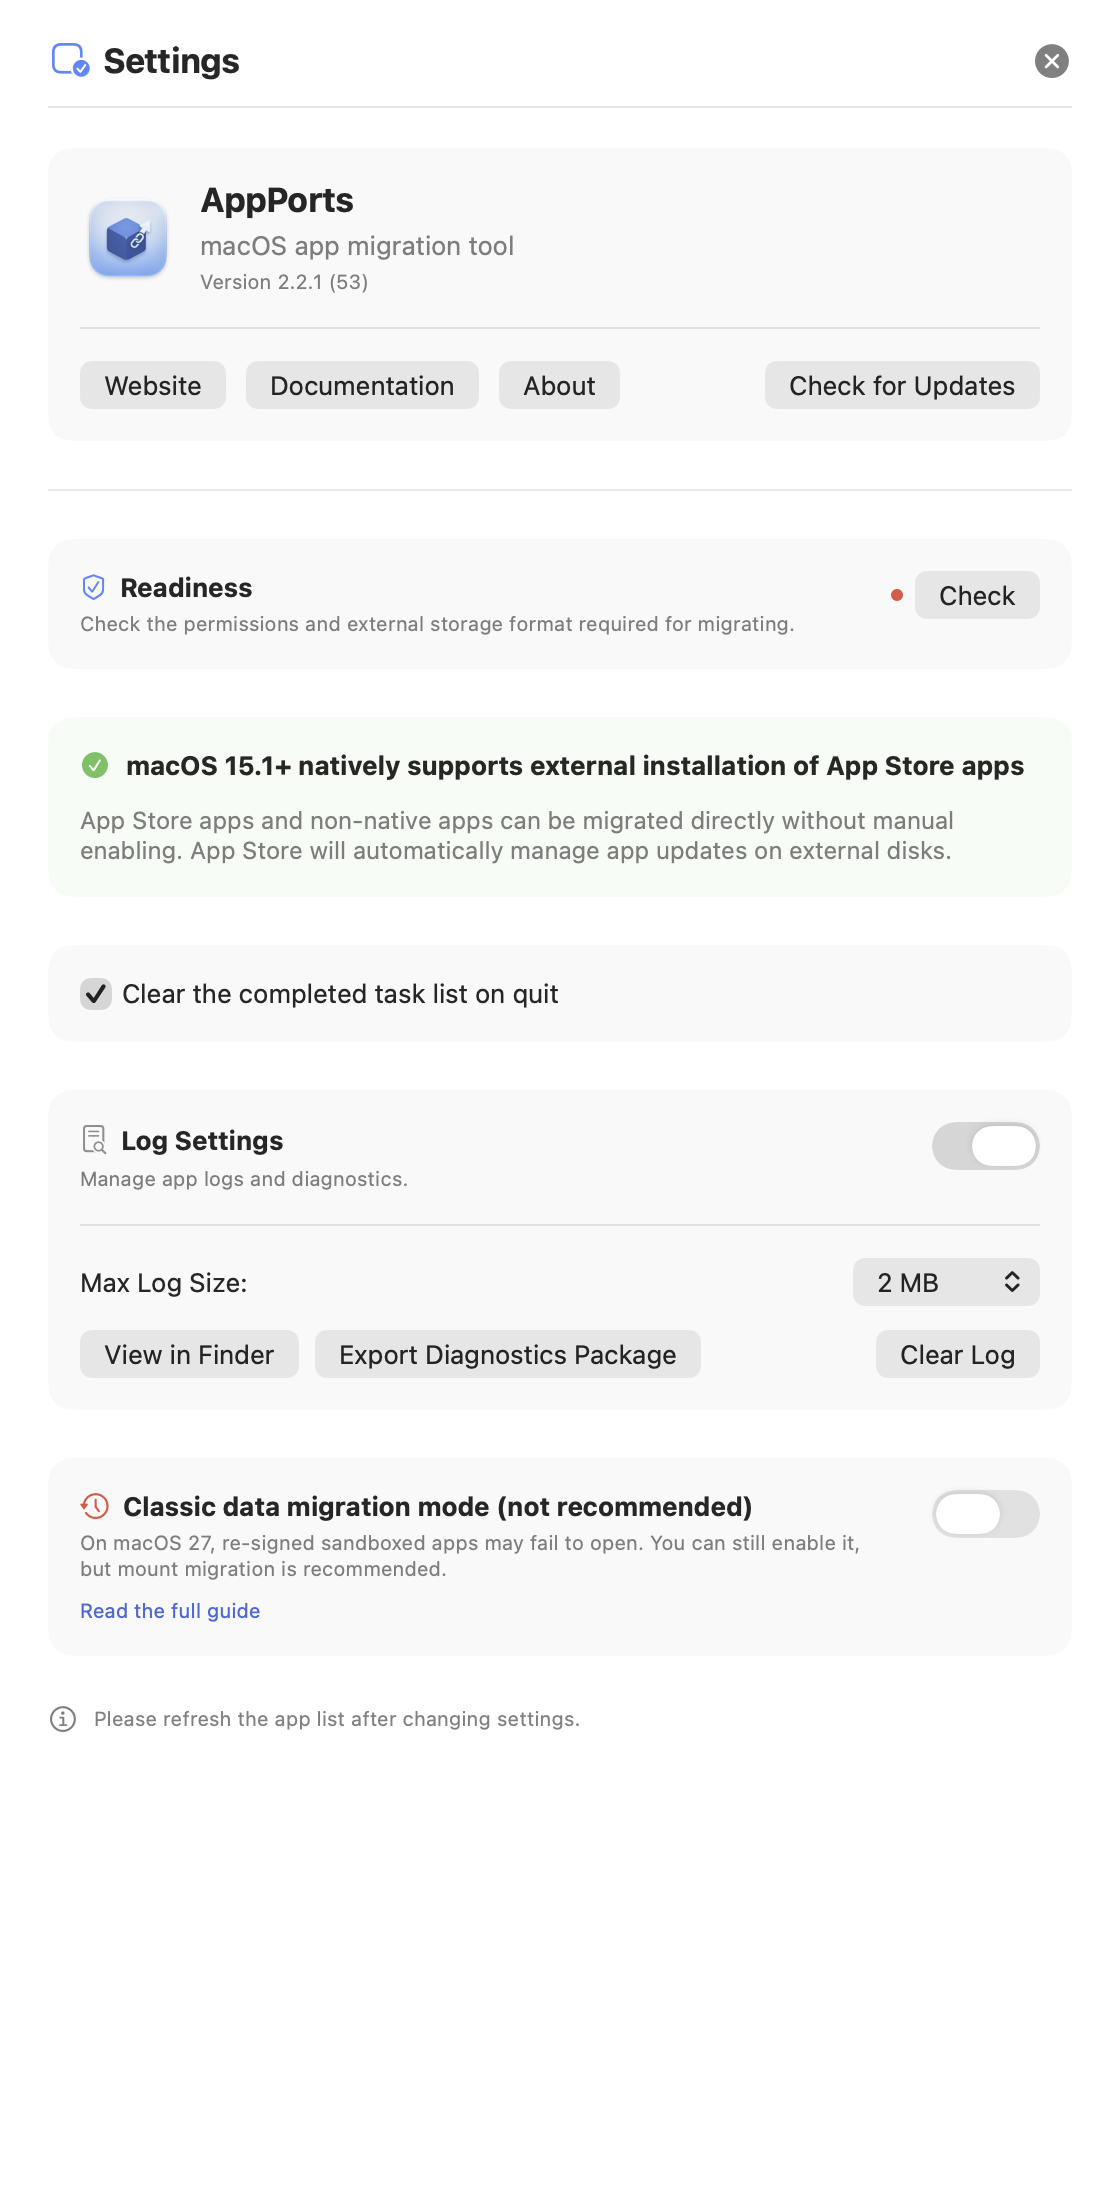 Settings
AppPorts
macOS app migration tool
Version 2.2.1 (53)
Website
Documentation
About
Check for Updates
Readiness
Check
Check the permissions and external storage format required for migrating.
macOS 15.1+ natively supports external installation of App Store apps
App Store apps and non-native apps can be migrated directly without manual
enabling. App Store will automatically manage app updates on external disks.
Clear the completed task list on quit
Log Settings
Manage app logs and diagnostics.
Max Log Size:
2 MB
View in Finder
Export Diagnostics Package
Clear Log
Classic data migration mode (not recommended)
On macOS 27, re-signed sandboxed apps may fail to open. You can still enable it,
but mount migration is recommended.
Read the full guide
Please refresh the app list after changing settings.